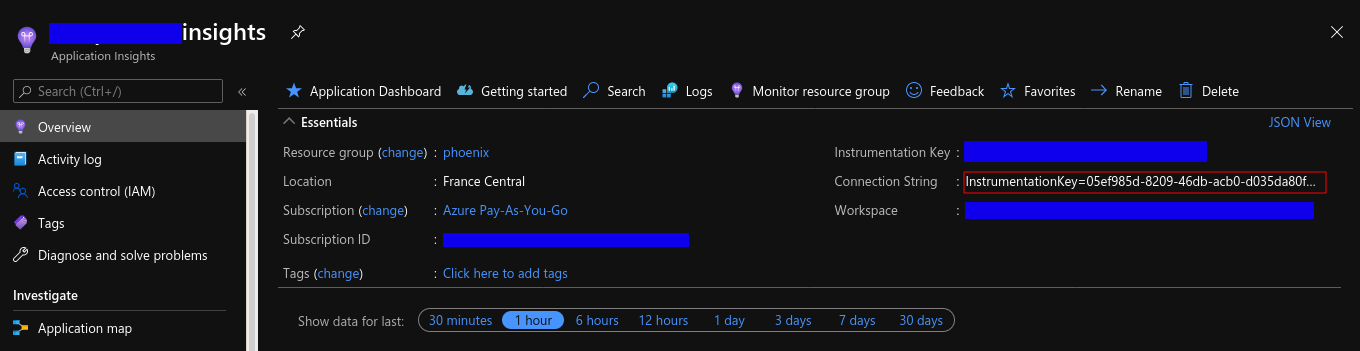 insights
Application Insights
Search (Ctrl+/)
«
Application Dashboard Getting started Search Logs Monitor resource group Feedback Favorites Rename Delete
Overview
Activity log
Access control (IAM)
Tags
Diagnose and solve problems
Investigate
Application map
Essentials
JSON View
Resource group (change) : phoenix
Location : France Central
Subscription (change) : Azure Pay-As-You-Go
Subscription ID :
Tags (change) : Click here to add tags
Instrumentation Key :
Connection String : InstrumentationKey=05ef985d-8209-46db-acb0-d035da80f...
Workspace :
Show data for last: 30 minutes 1 hour 6 hours 12 hours 1 day 3 days 7 days 30 days